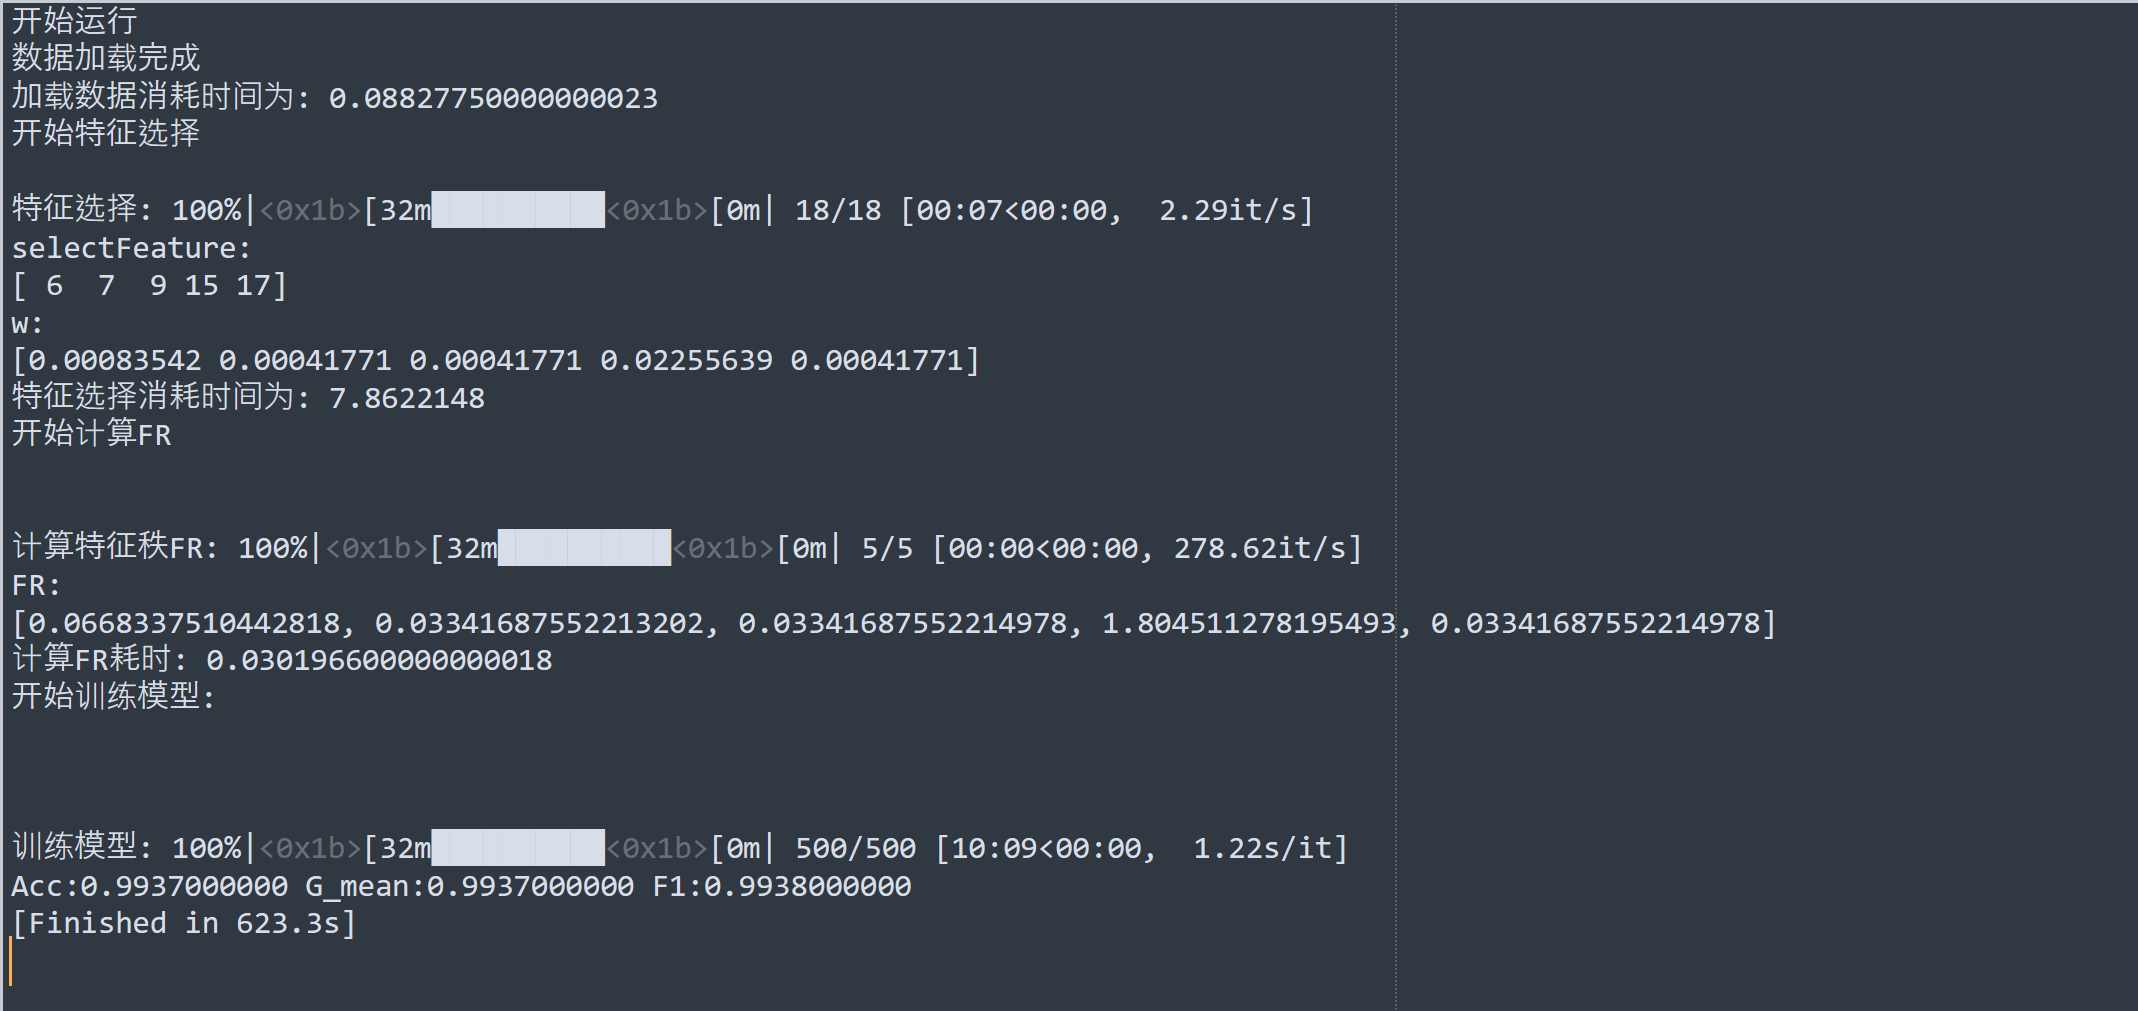 开始运行
数据加载完成
加载数据消耗时间为: 0.08827750000000023
开始特征选择
特征选择: 100%|<0x1b>[32m██████████<0x1b>[0m| 18/18 [00:07<00:00,  2.29it/s]
selectFeature:
[ 6  7  9 15 17]
w:
[0.00083542 0.00041771 0.00041771 0.02255639 0.00041771]
特征选择消耗时间为: 7.8622148
开始计算FR
计算特征秩FR: 100%|<0x1b>[32m██████████<0x1b>[0m| 5/5 [00:00<00:00, 278.62it/s]
FR:
[0.0668337510442818, 0.03341687552213202, 0.03341687552214978, 1.804511278195493, 0.03341687552214978]
计算FR耗时: 0.030196600000000018
开始训练模型:
训练模型: 100%|<0x1b>[32m██████████<0x1b>[0m| 500/500 [10:09<00:00,  1.22s/it]
Acc:0.9937000000 G_mean:0.9937000000 F1:0.9938000000
[Finished in 623.3s]